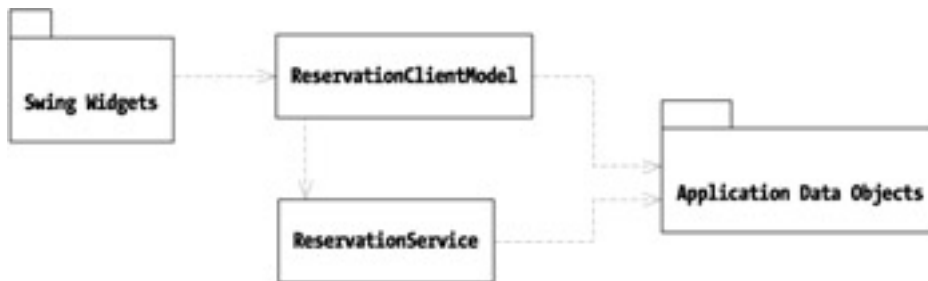 Swing Widgets
ReservationClientModel
ReservationService
Application Data Objects